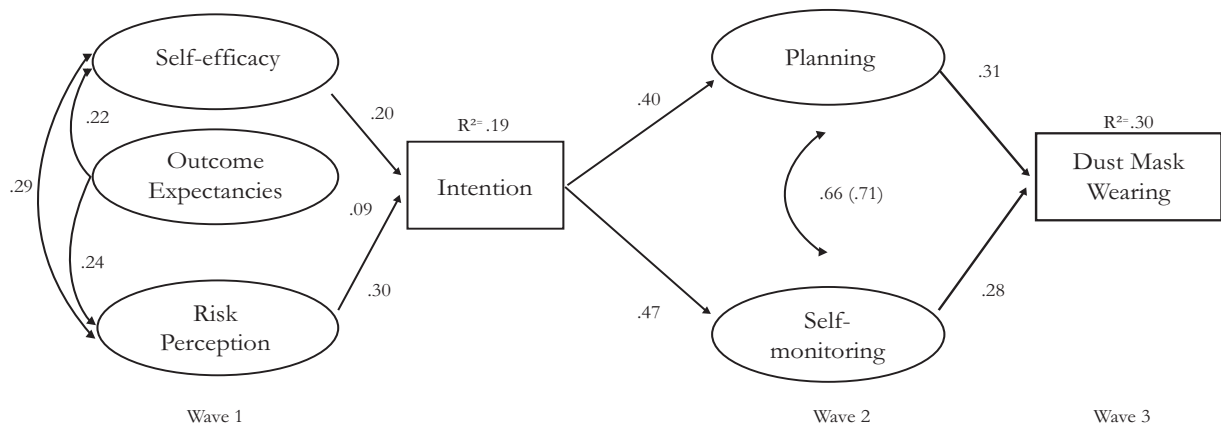 Self-efficacy
Outcome
Expectancies
Risk
Perception
.29
.22
.24
.20
.09
.30
R²= .19
Intention
.40
.47
Planning
.66 (.71)
Self-
monitoring
.31
.28
R²= .30
Dust Mask
Wearing
Wave 1
Wave 2
Wave 3